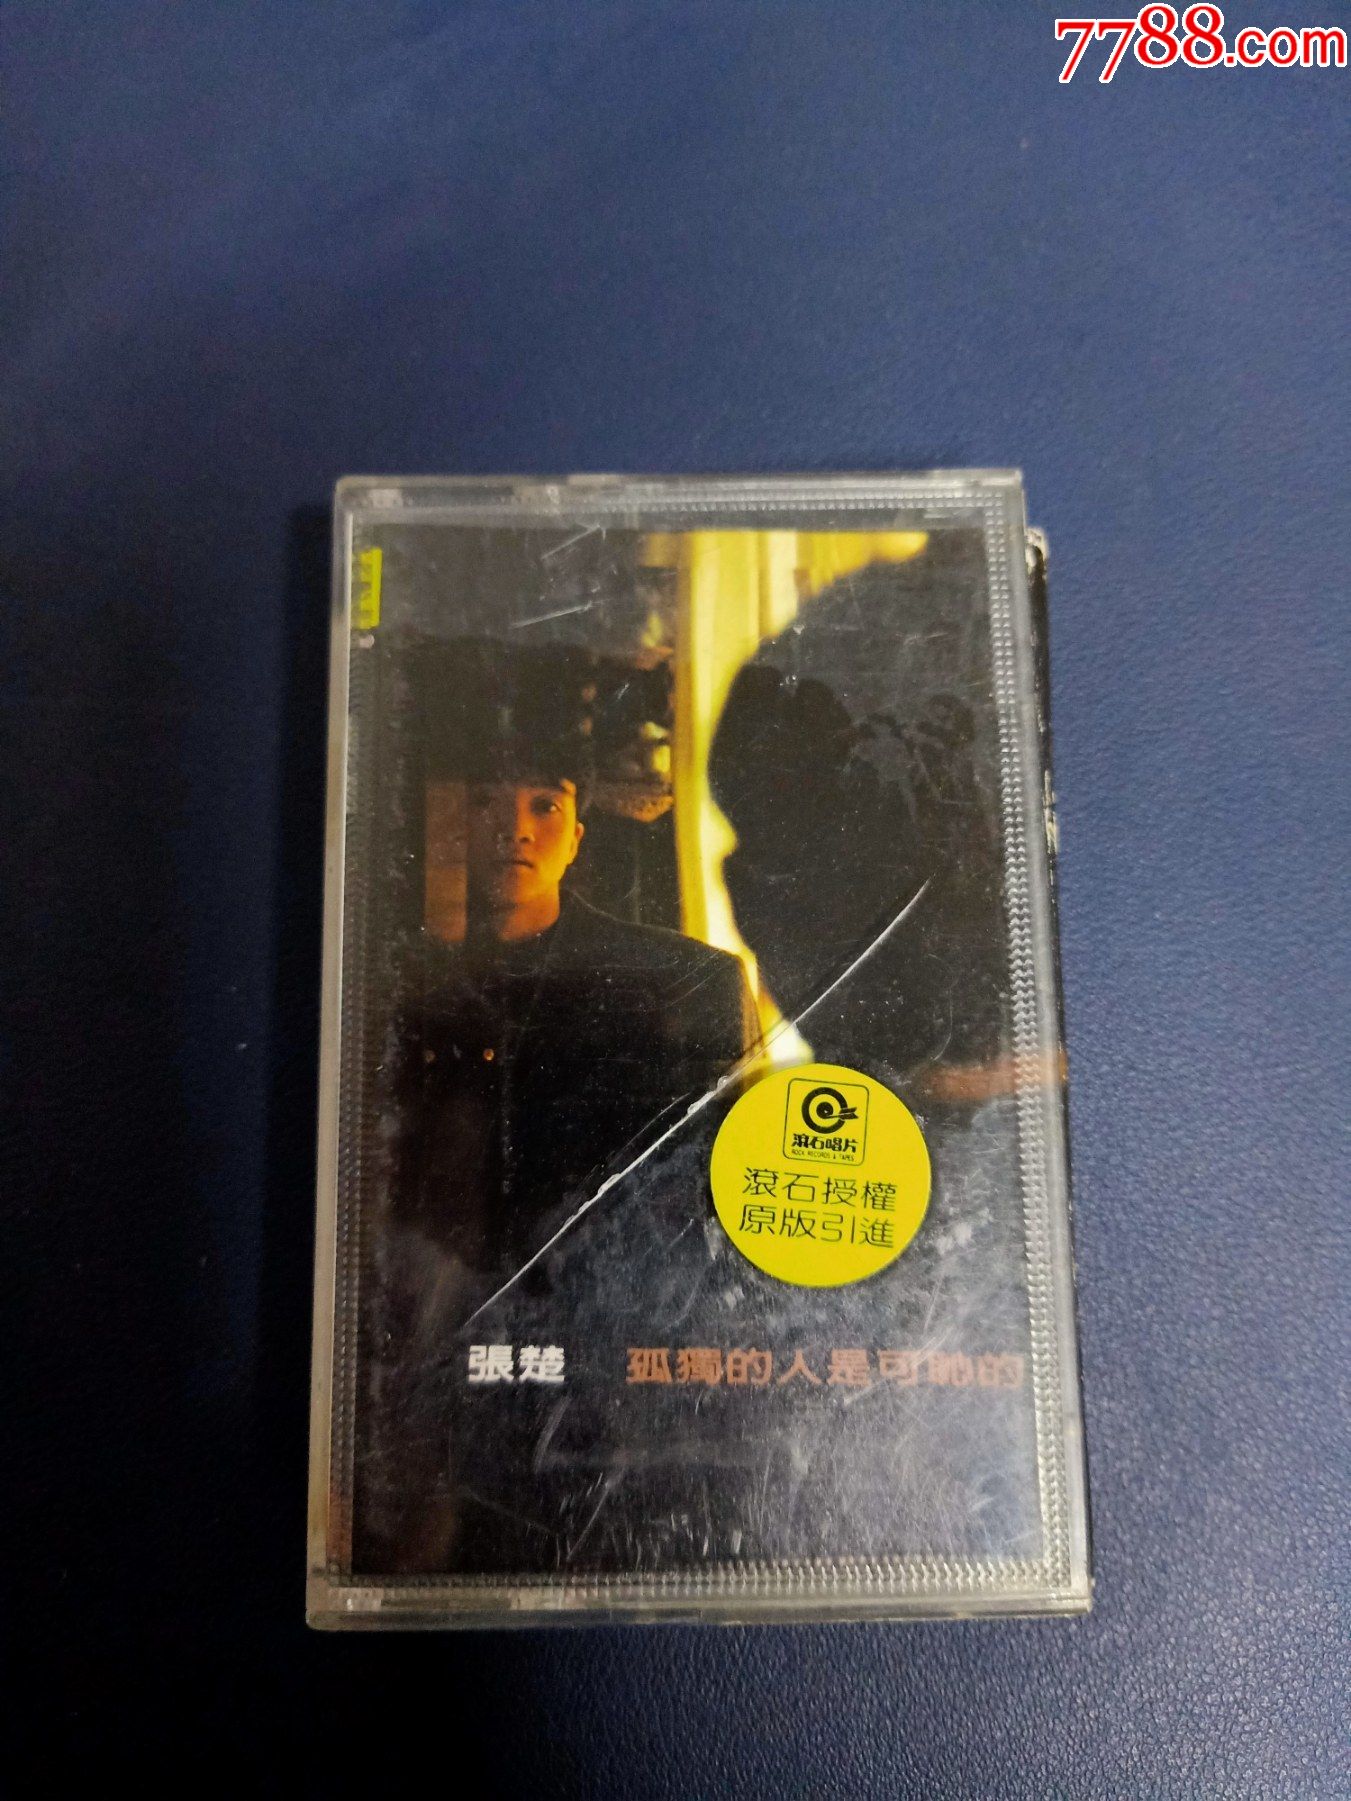 7788.com
滾石唱片
ROCK RECORDS & TAPES
滾石授權
原版引進
張楚 孤獨的人是可恥的